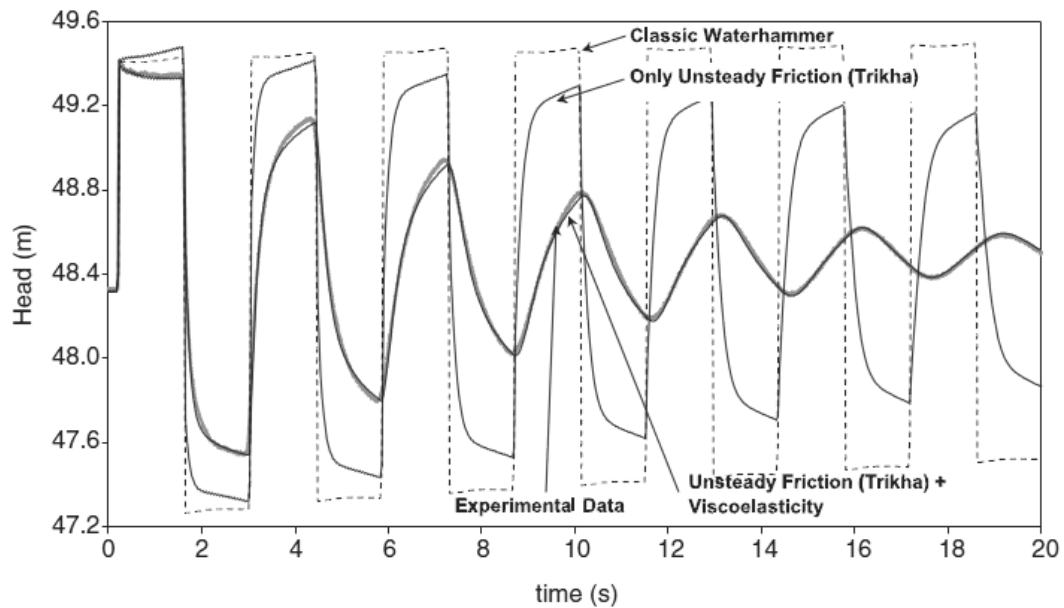 49.6
49.2
48.8
48.4
48.0
47.6
47.2
Head (m)
Classic Waterhammer
Only Unsteady Friction (Trikha)
Experimental Data
Unsteady Friction (Trikha) +
Viscoelasticity
0 2 4 6 8 10 12 14 16 18 20
time (s)